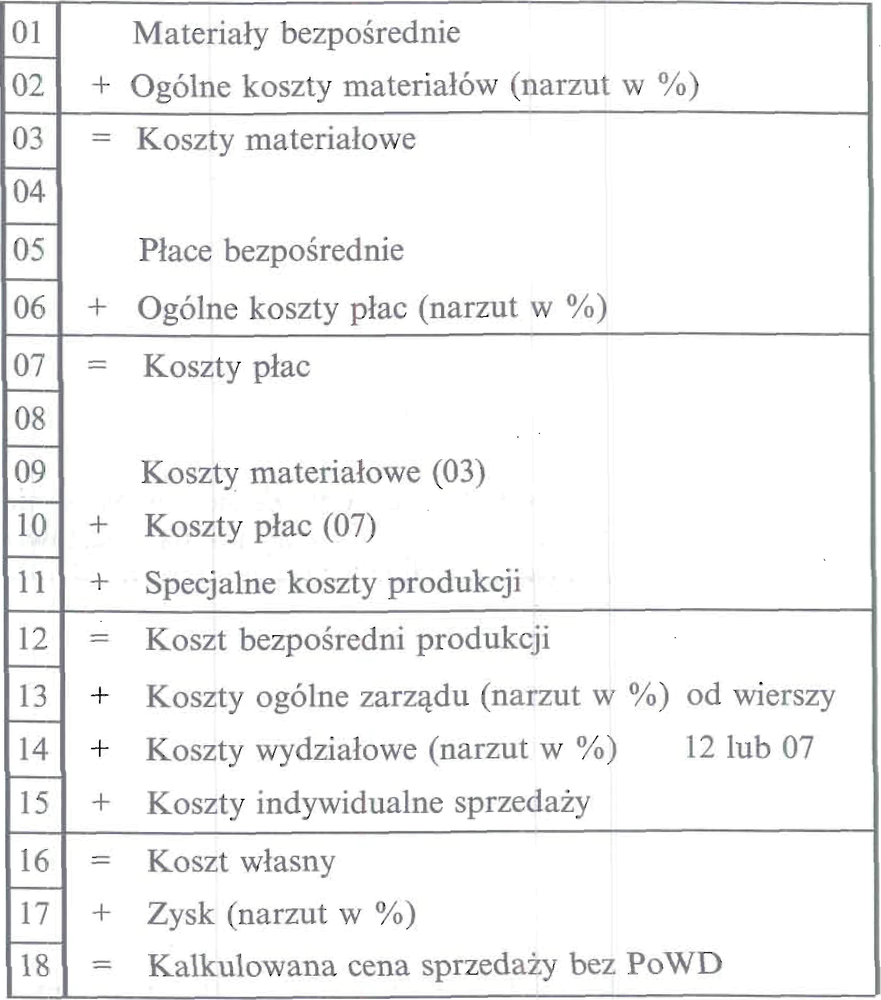 01 Materiały bezpośrednie
02 + Ogólne koszty materiałów (narzut w %)
03 = Koszty materiałowe
04
05 Płace bezpośrednie
06 + Ogólne koszty płac (narzut w %)
07 = Koszty płac
08
09 Koszty materiałowe (03)
10 + Koszty płac (07)
11 + Specjalne koszty produkcji
12 = Koszt bezpośredni produkcji
13 + Koszty ogólne zarządu (narzut w %) od wierszy
14 + Koszty wydziałowe (narzut w %) 12 lub 07
15 + Koszty indywidualne sprzedaży
16 = Koszt własny
17 + Zysk (narzut w %)
18 = Kalkulowana cena sprzedaży bez PoWD